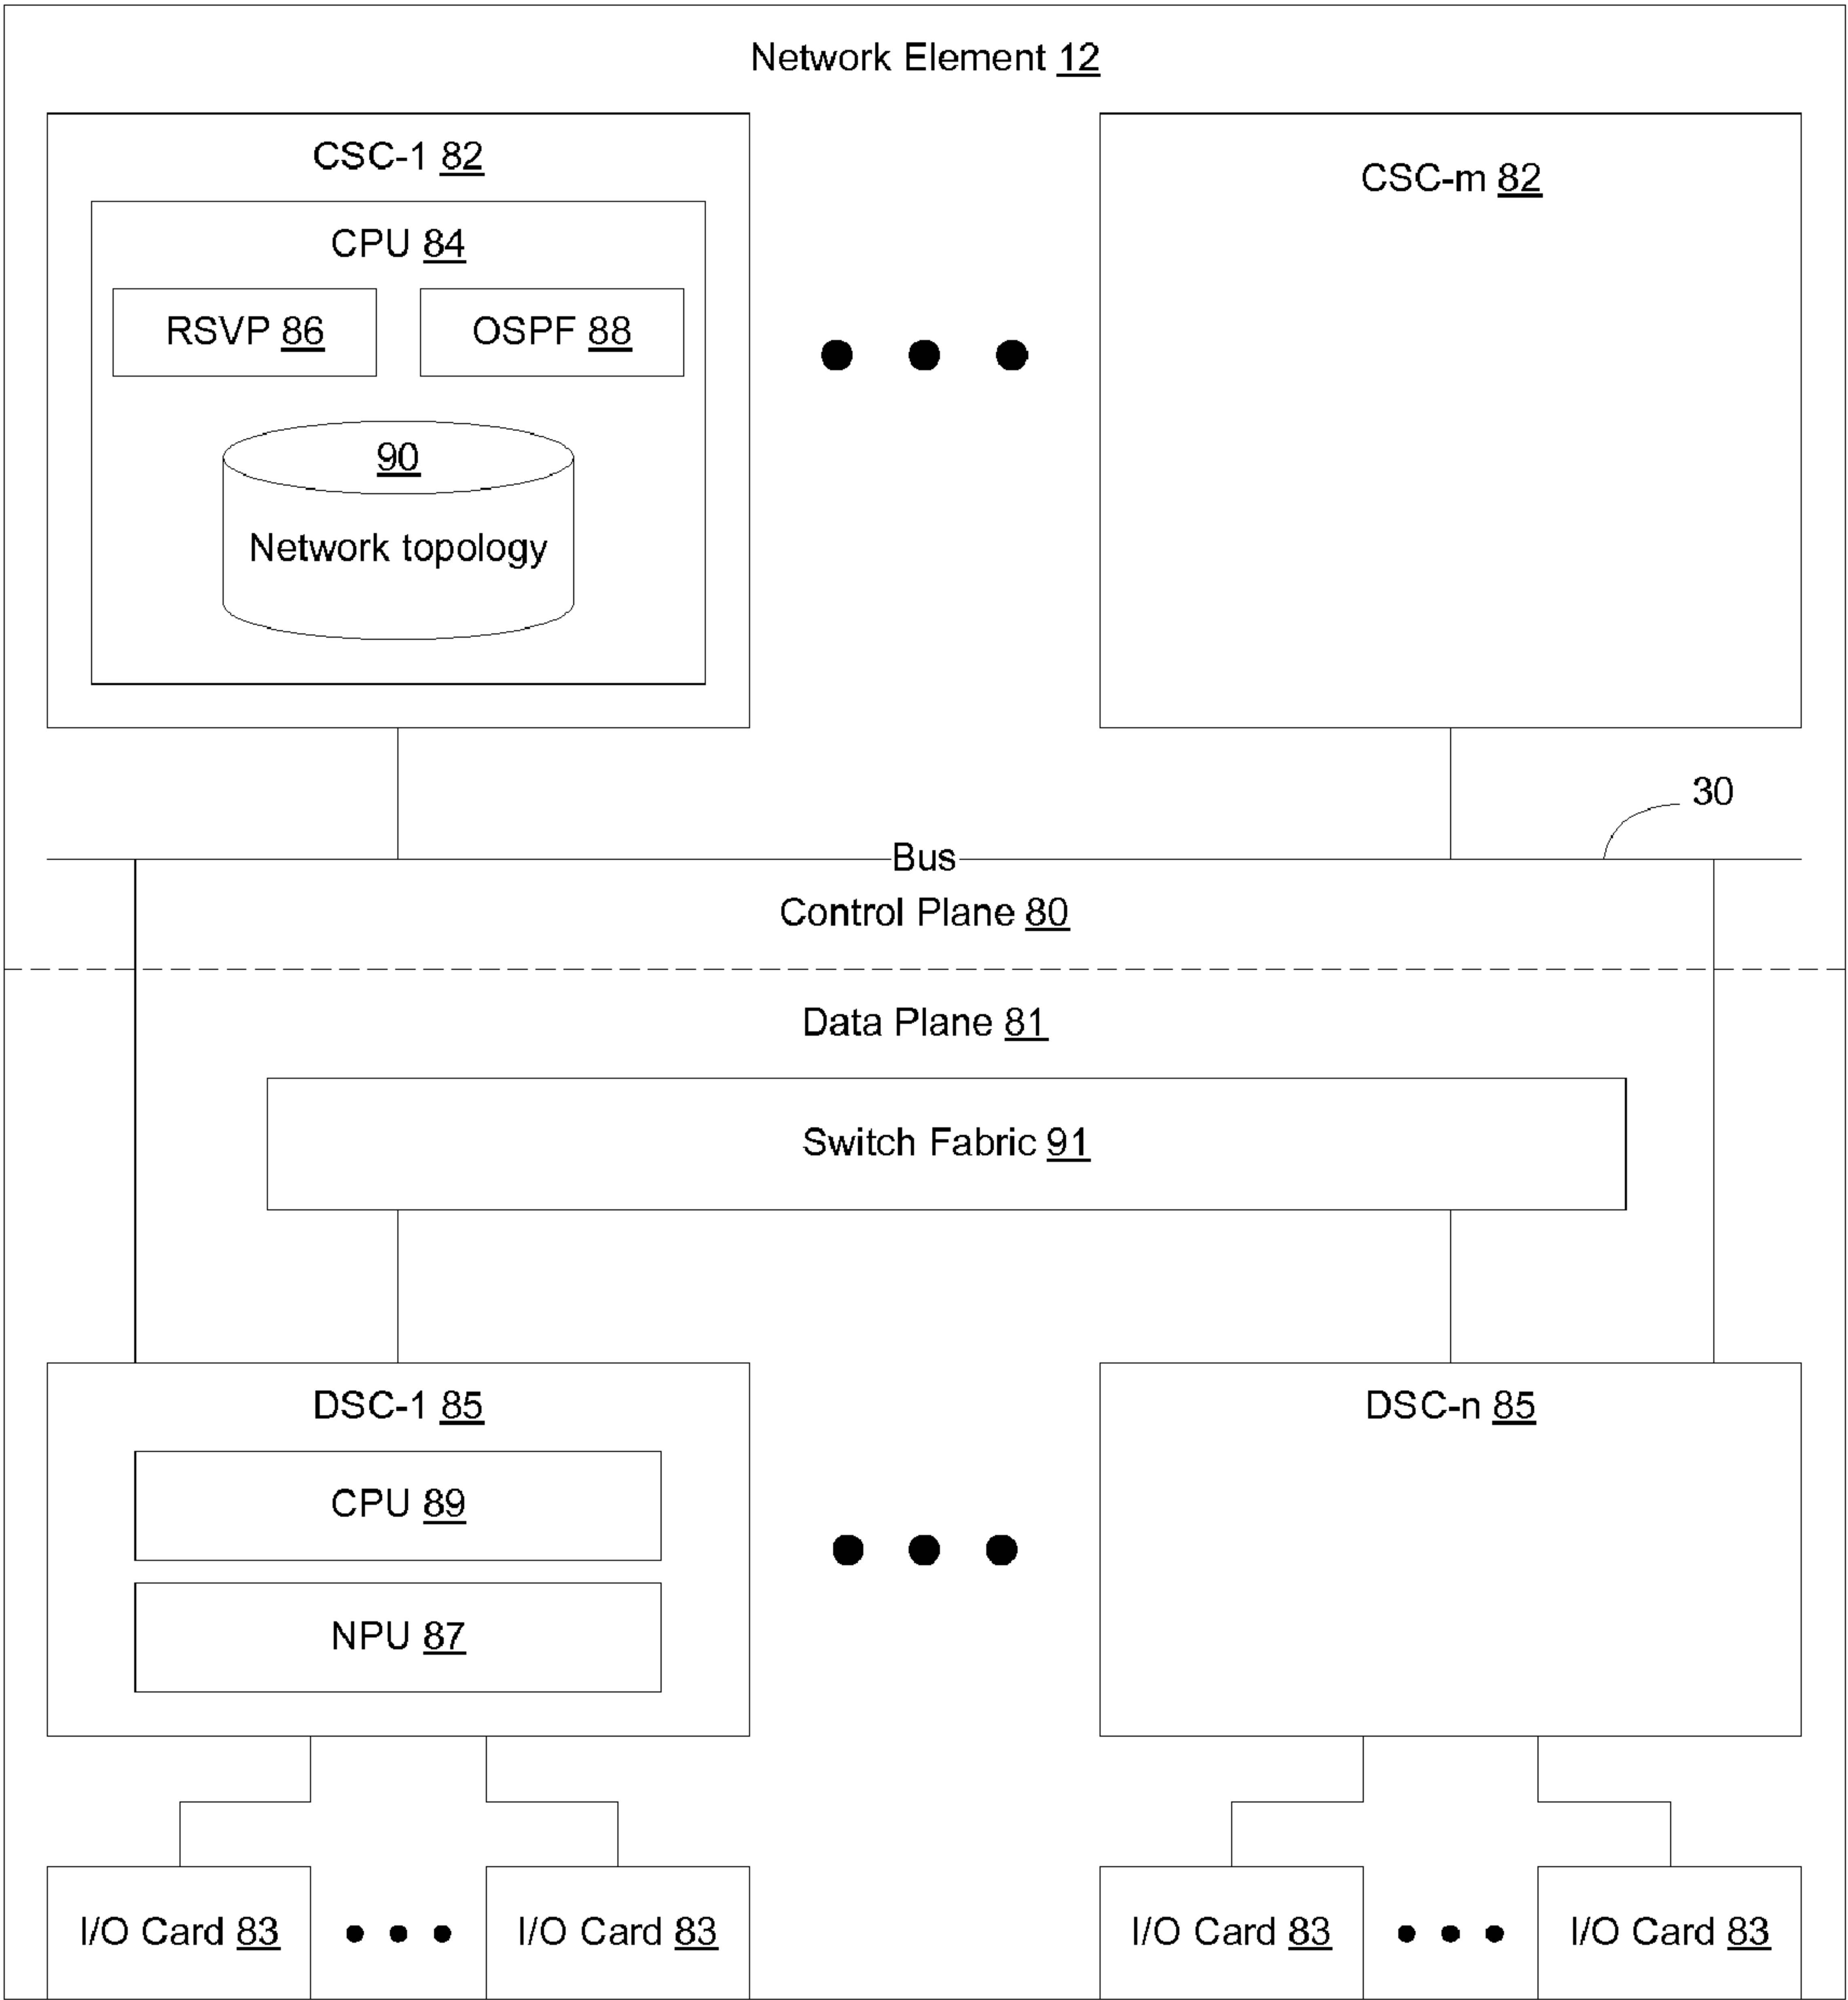 Network Element 12
CSC-1 82
CSC-m 82
CPU 84
RSVP 86
OSPF 88
90
Network topology
30
Bus
Control Plane 80
Data Plane 81
Switch Fabric 91
DSC-1 85
DSC-n 85
CPU 89
NPU 87
I/O Card 83
I/O Card 83
I/O Card 83
I/O Card 83